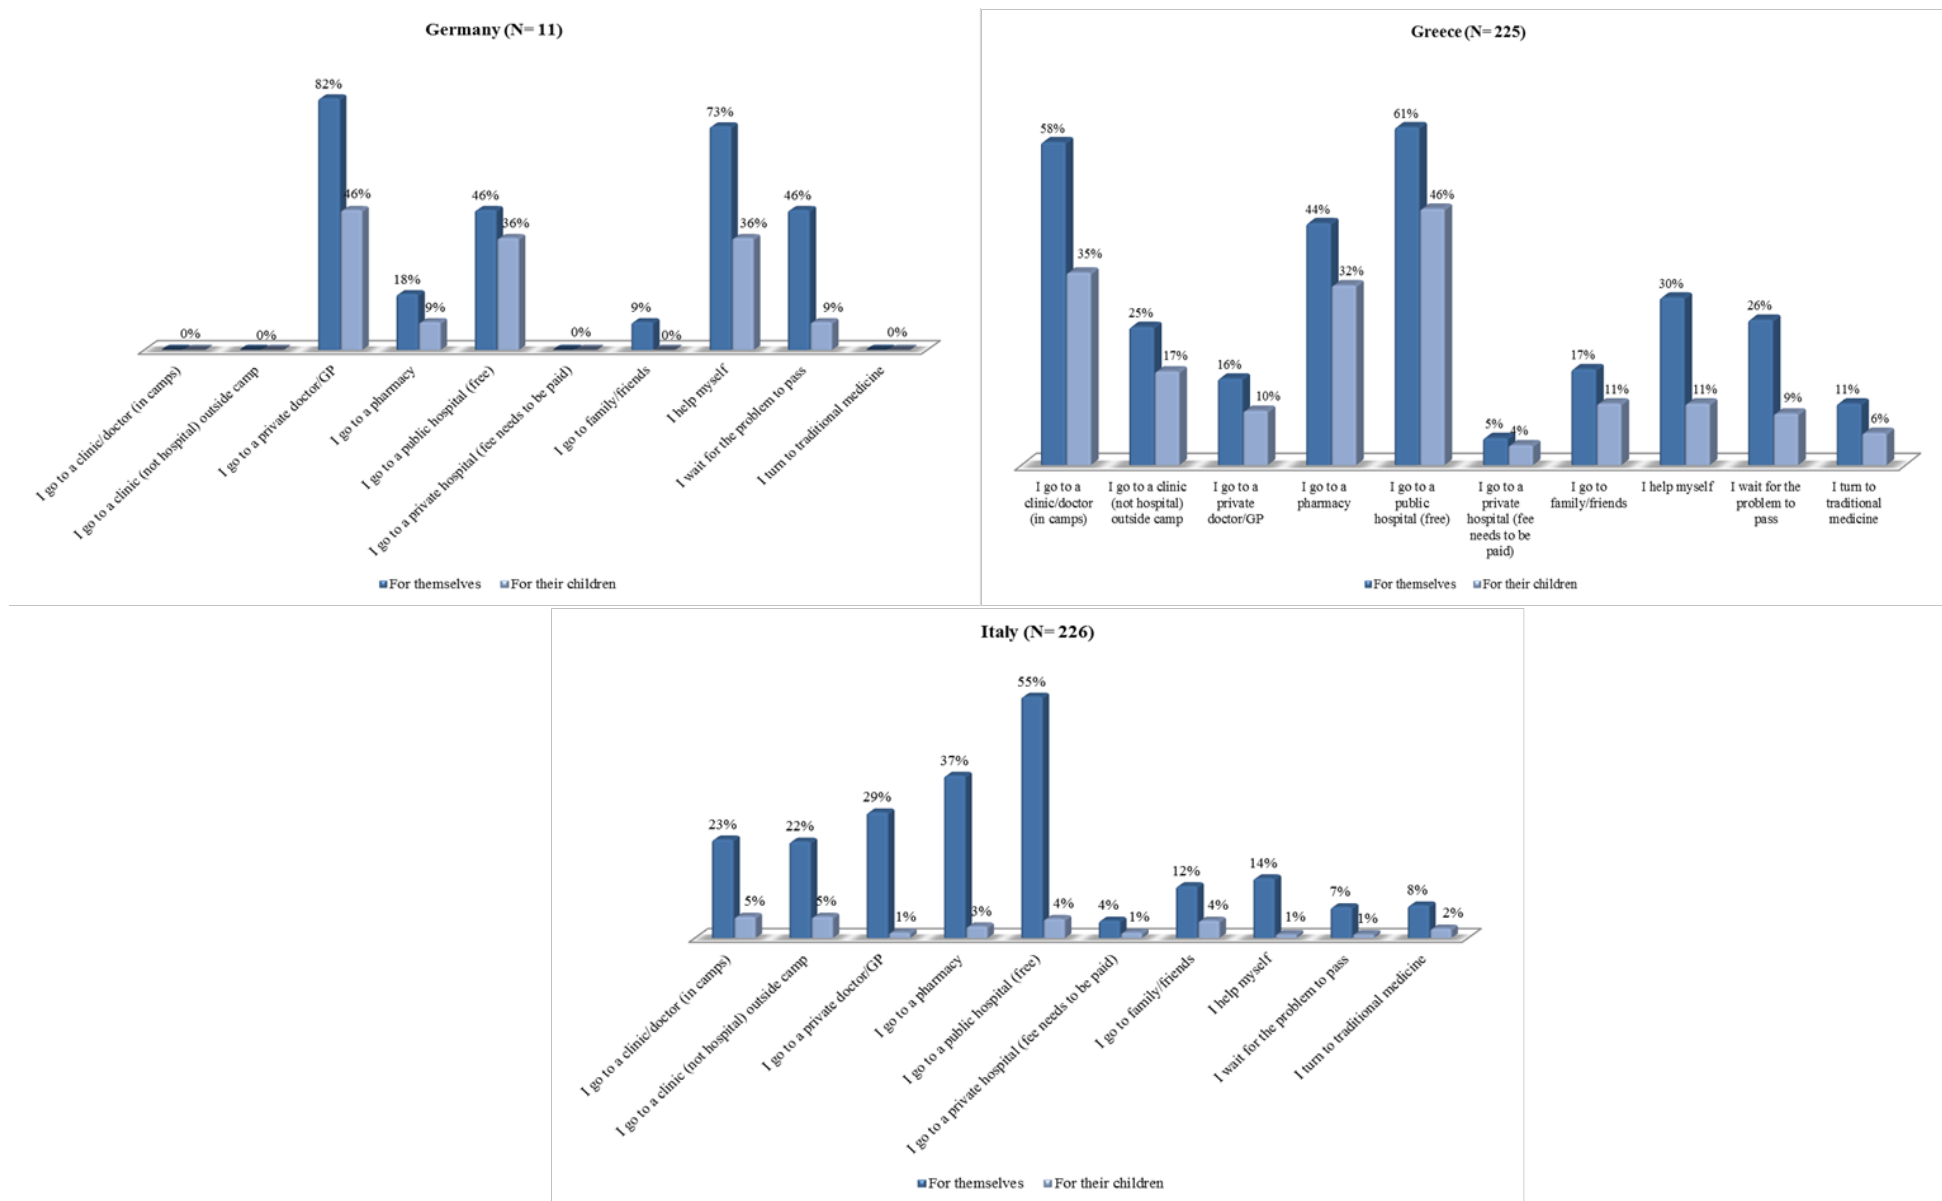 Germany (N= 11)
82%
46%
18%
9%
46%
36%
9%
0%
73%
36%
46%
9%
0%
0%
0%
0%
I go to a clinic/doctor (in camps)
I go to a clinic (not hospital) outside camp
I go to a private doctor/GP
I go to a pharmacy
I go to a public hospital (free)
I go to a private hospital (fee needs to be paid)
I go to family/friends
I help myself
I wait for the problem to pass
I turn to traditional medicine
For themselves
For their children
Greece (N= 225)
58%
35%
25%
17%
16%
10%
44%
32%
61%
46%
5%
4%
17%
11%
30%
11%
26%
9%
11%
6%
I go to a
clinic/doctor
(in camps)
I go to a clinic
(not hospital)
outside camp
I go to a
private
doctor/GP
I go to a
pharmacy
I go to a
public
hospital (free)
I go to a
private
hospital (fee
needs to be
paid)
I go to
family/friends
I help myself
I wait for the
problem to
pass
I turn to
traditional
medicine
For themselves
For their children
Italy (N= 226)
23%
5%
22%
5%
29%
1%
37%
3%
55%
4%
4%
1%
12%
4%
14%
1%
7%
1%
8%
2%
I go to a clinic/doctor (in camps)
I go to a clinic (not hospital) outside camp
I go to a private doctor/GP
I go to a pharmacy
I go to a public hospital (free)
I go to a private hospital (fee needs to be paid)
I go to family/friends
I help myself
I wait for the problem to pass
I turn to traditional medicine
For themselves
For their children